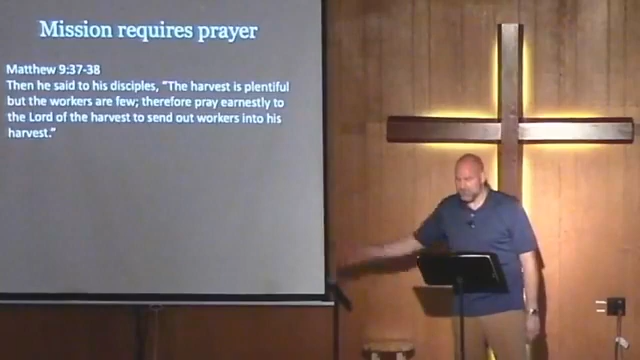 Mission requires prayer
Matthew 9:37-38
Then he said to his disciples, “The harvest is plentiful
but the workers are few; therefore pray earnestly to
the Lord of the harvest to send out workers into his
harvest.”